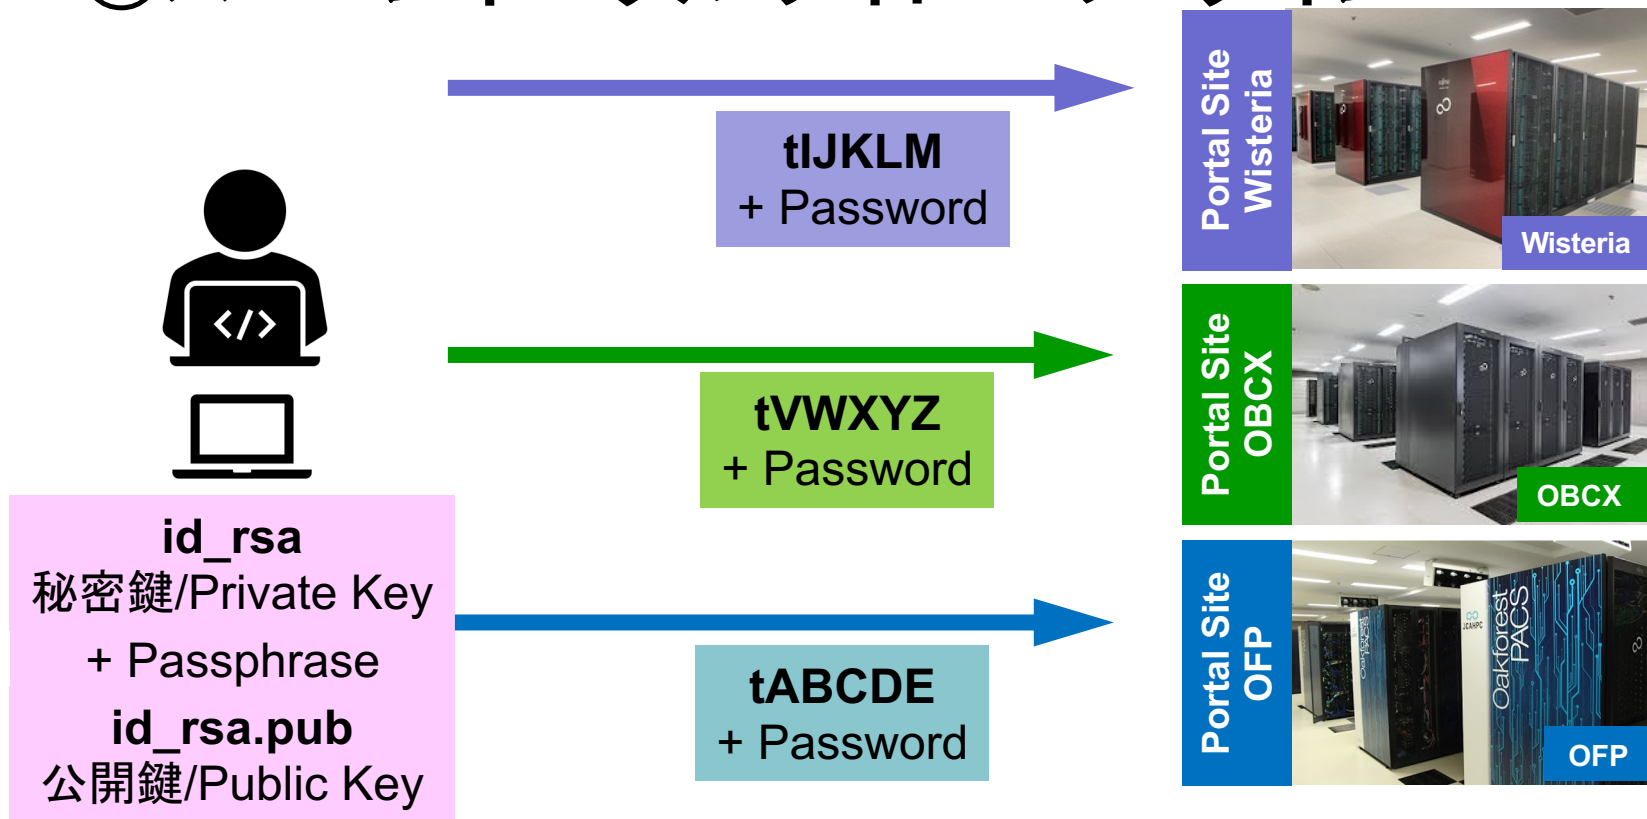 tIJKLM
+ Password
Portal Site
Wisteria
Wisteria
tVWXYZ
+ Password
Portal Site
OBCX
OBCX
id_rsa
秘密鍵/Private Key
+ Passphrase
id_rsa.pub
公開鍵/Public Key
tABCDE
+ Password
Portal Site
OFP
JCAHPC
Oakforest
PACS
OFP